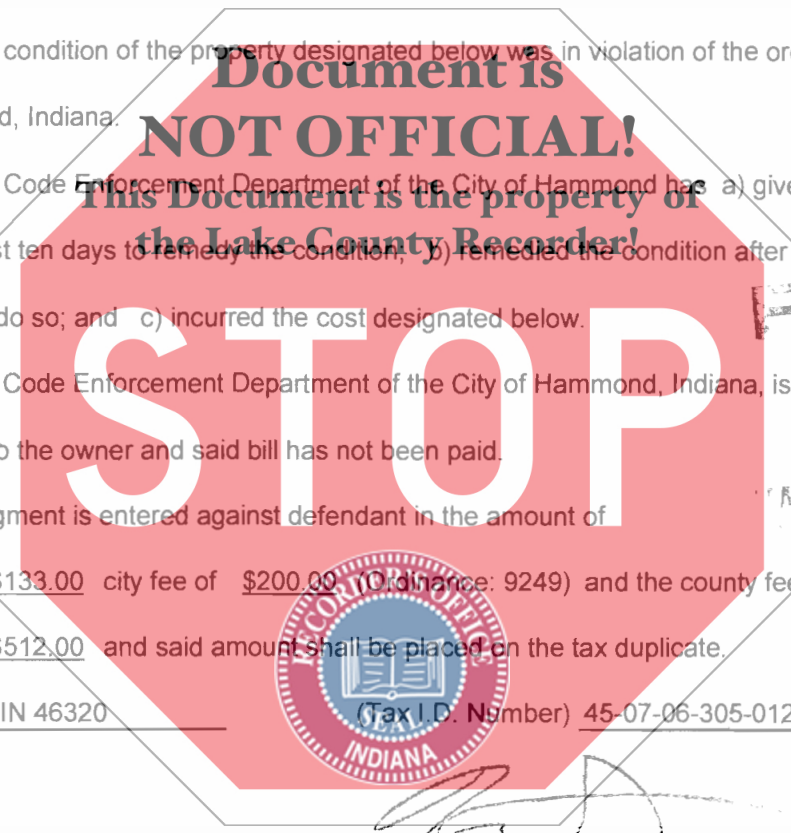 condition of the property designated below was in violation of the or
Document is
d, Indiana.
NOT OFFICIAL!
Code Enforcement Department of the City of Hammond has a) give
This Document is the property of
st ten days to remedy the condition; b) remedied the condition after
the Lake County Recorder!
do so; and c) incurred the cost designated below.
STOP
Code Enforcement Department of the City of Hammond, Indiana, is
o the owner and said bill has not been paid.
gment is entered against defendant in the amount of
$133.00 city fee of $200.00 (Ordinance: 9249) and the county fee
$512.00 and said amount shall be placed on the tax duplicate.
IN 46320 (Tax I.D. Number) 45-07-06-305-012
RECORDER'S OFFICE
SEAL
INDIANA